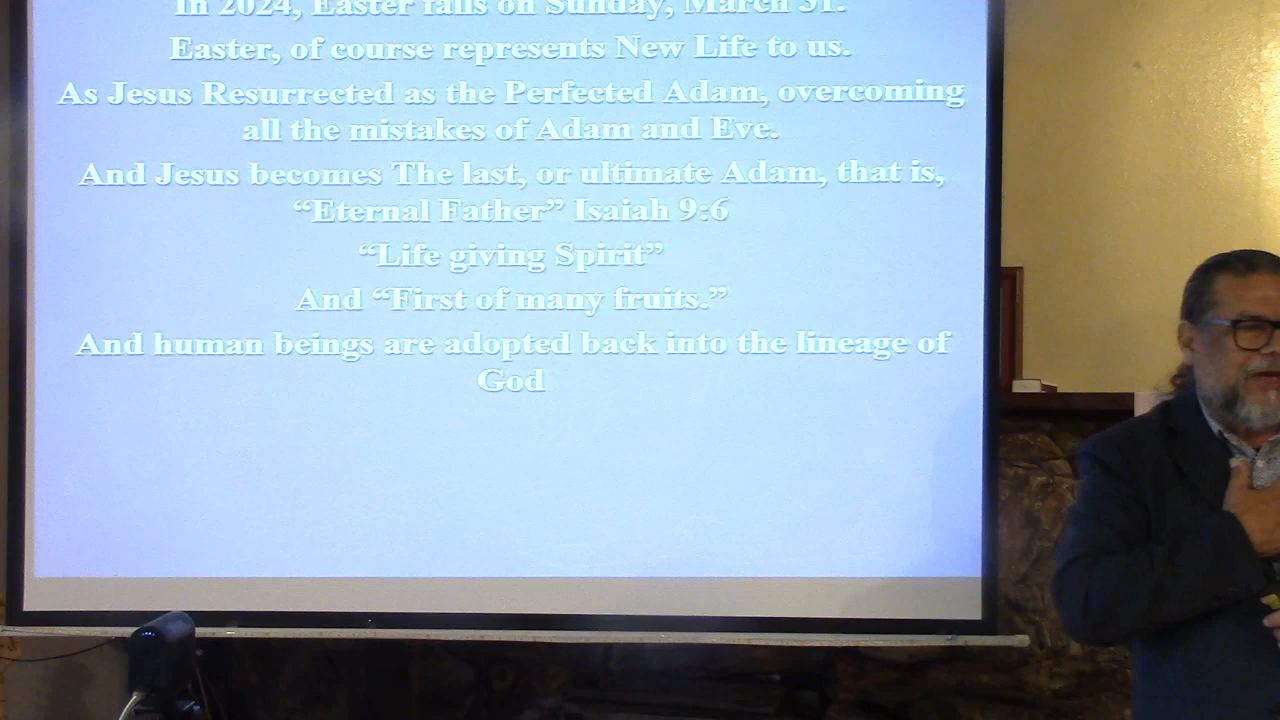 In 2024, Easter falls on Sunday, March 31.
Easter, of course represents New Life to us.
As Jesus Resurrected as the Perfected Adam, overcoming
all the mistakes of Adam and Eve.
And Jesus becomes The last, or ultimate Adam, that is,
“Eternal Father” Isaiah 9:6
“Life giving Spirit”
And “First of many fruits.”
And human beings are adopted back into the lineage of
God